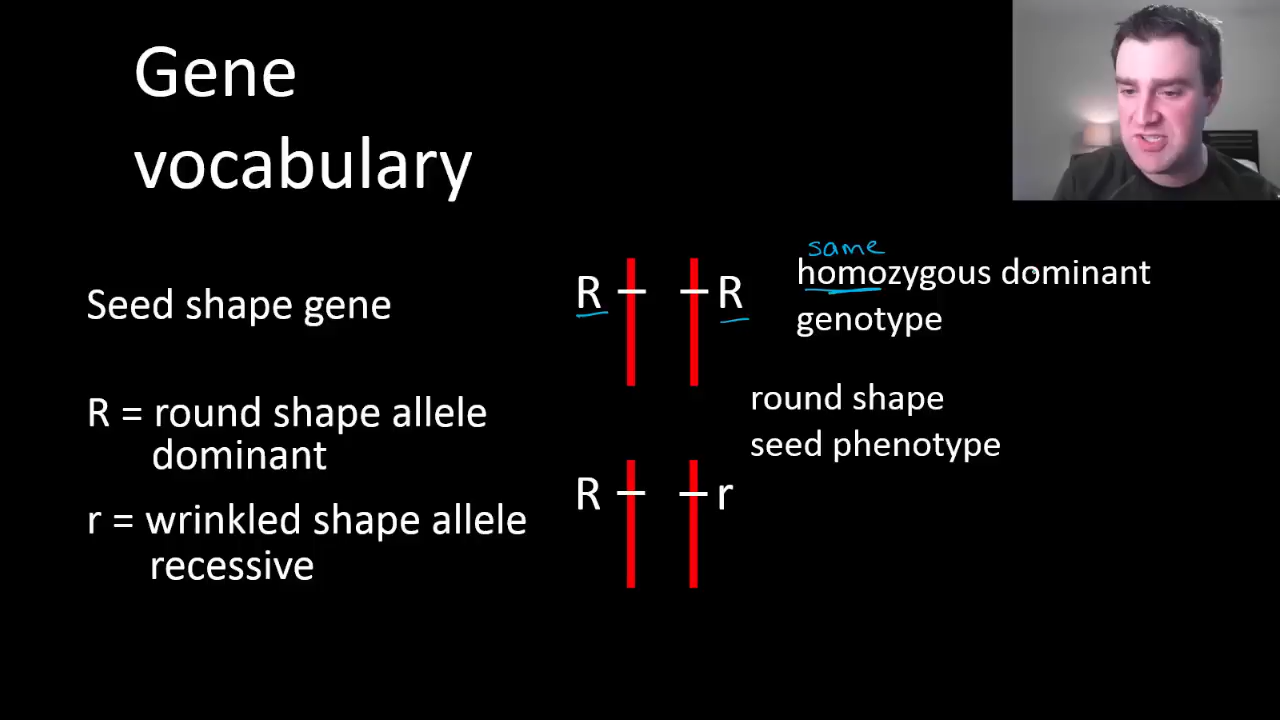 Gene
vocabulary
Seed shape gene
R = round shape allele
dominant
r = wrinkled shape allele
recessive
R R
same
homozygous dominant
genotype
round shape
seed phenotype
R r